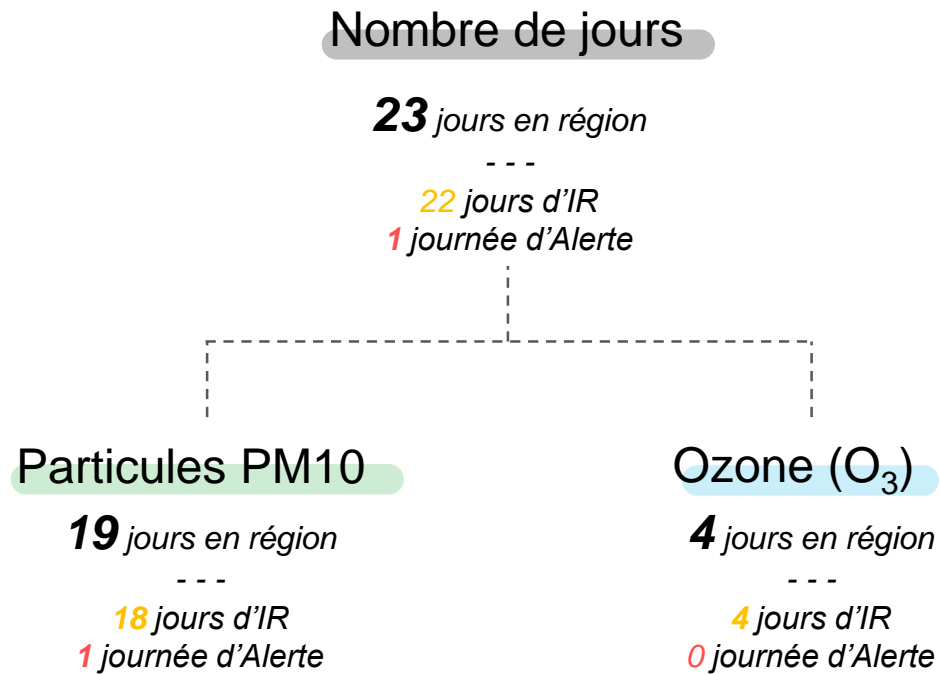 Nombre de jours
23 jours en région
- - -
22 jours d’IR
1 journée d’Alerte
Particules PM10
19 jours en région
- - -
18 jours d’IR
1 journée d’Alerte
Ozone (O₃)
4 jours en région
- - -
4 jours d’IR
0 journée d’Alerte